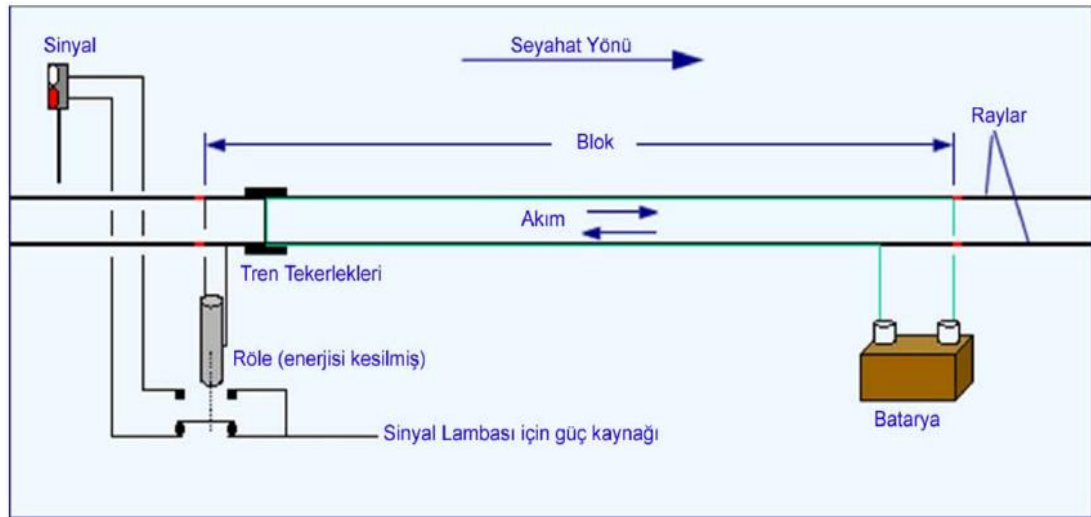 Sinyal
Seyahat Yönü
Raylar
Blok
Akım
Tren Tekerlekleri
Röle (enerjisi kesilmiş)
Sinyal Lambası için güç kaynağı
Batarya